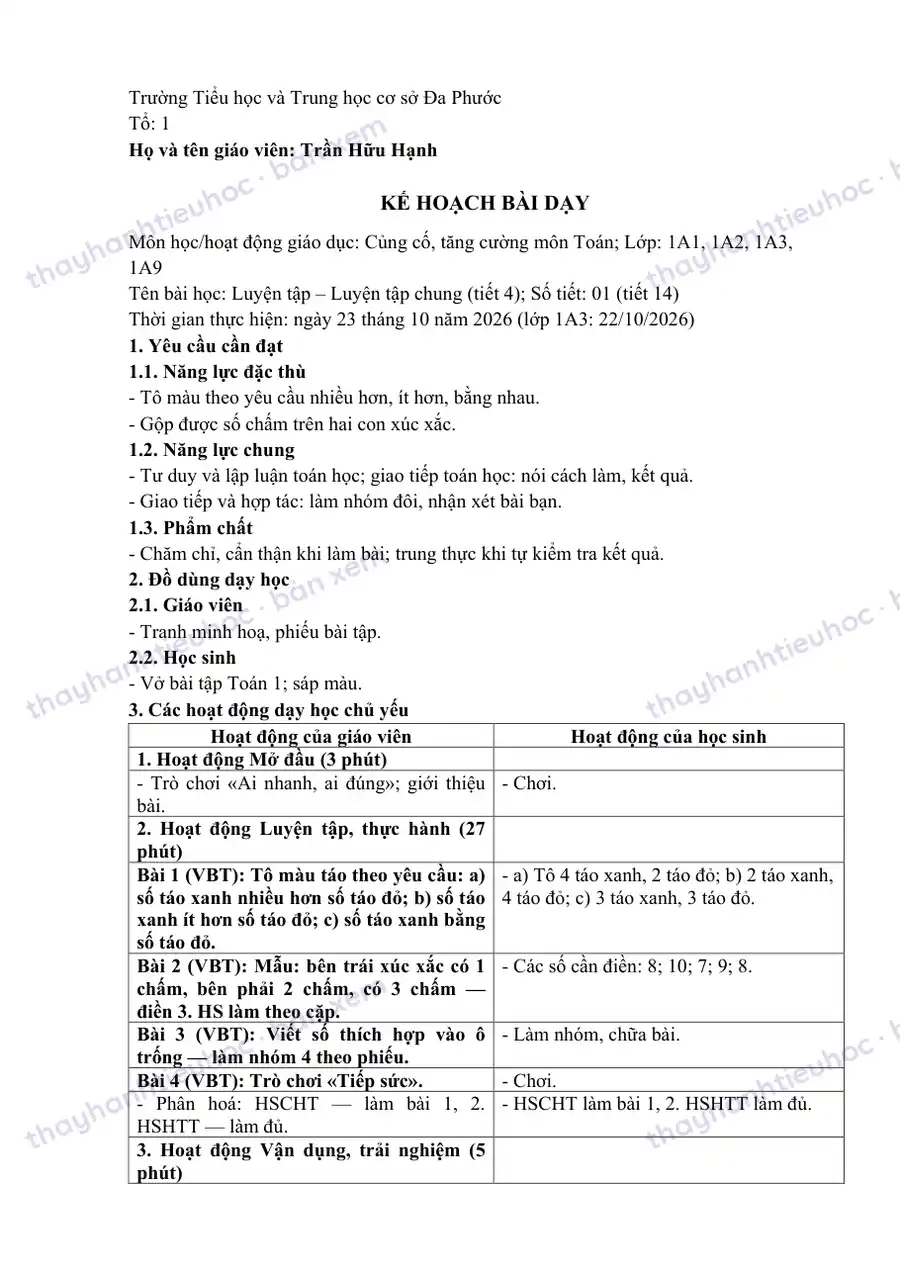 Trường Tiểu học và Trung học cơ sở Đa Phước
Tổ: 1
Họ và tên giáo viên: Trần Hữu Hạnh
KẾ HOẠCH BÀI DẠY
Môn học/hoạt động giáo dục: Củng cố, tăng cường môn Toán; Lớp: 1A1, 1A2, 1A3,
1A9
Tên bài học: Luyện tập – Luyện tập chung (tiết 4); Số tiết: 01 (tiết 14)
Thời gian thực hiện: ngày 23 tháng 10 năm 2026 (lớp 1A3: 22/10/2026)
1. Yêu cầu cần đạt
1.1. Năng lực đặc thù
- Tô màu theo yêu cầu nhiều hơn, ít hơn, bằng nhau.
- Gộp được số chấm trên hai con xúc xắc.
1.2. Năng lực chung
- Tư duy và lập luận toán học; giao tiếp toán học: nói cách làm, kết quả.
- Giao tiếp và hợp tác: làm nhóm đôi, nhận xét bài bạn.
1.3. Phẩm chất
- Chăm chỉ, cẩn thận khi làm bài; trung thực khi tự kiểm tra kết quả.
2. Đồ dùng dạy học
2.1. Giáo viên
- Tranh minh hoạ, phiếu bài tập.
2.2. Học sinh
- Vở bài tập Toán 1; sáp màu.
3. Các hoạt động dạy học chủ yếu
Hoạt động của giáo viên
Hoạt động của học sinh
1. Hoạt động Mở đầu (3 phút)
- Trò chơi «Ai nhanh, ai đúng»; giới thiệu
bài.
- Chơi.
2. Hoạt động Luyện tập, thực hành (27
phút)
Bài 1 (VBT): Tô màu táo theo yêu cầu: a)
số táo xanh nhiều hơn số táo đỏ; b) số táo
xanh ít hơn số táo đỏ; c) số táo xanh bằng
số táo đỏ.
- a) Tô 4 táo xanh, 2 táo đỏ; b) 2 táo xanh,
4 táo đỏ; c) 3 táo xanh, 3 táo đỏ.
Bài 2 (VBT): Mẫu: bên trái xúc xắc có 1
chấm, bên phải 2 chấm, có 3 chấm —
điền 3. HS làm theo cặp.
- Các số cần điền: 8; 10; 7; 9; 8.
Bài 3 (VBT): Viết số thích hợp vào ô
trống — làm nhóm 4 theo phiếu.
- Làm nhóm, chữa bài.
Bài 4 (VBT): Trò chơi «Tiếp sức».
- Chơi.
- Phân hoá: HSCHT — làm bài 1, 2.
HSHTT — làm đủ.
- HSCHT làm bài 1, 2. HSHTT làm đủ.
3. Hoạt động Vận dụng, trải nghiệm (5
phút)
thayhanhtieuhoc · bản xem
thayhanhtieuhoc · b
thayhanhtieuhoc · bản xem
thayhanhtieuhoc · b
thayhanhtieuhoc · bản xem
thayhanhtieuhoc · b